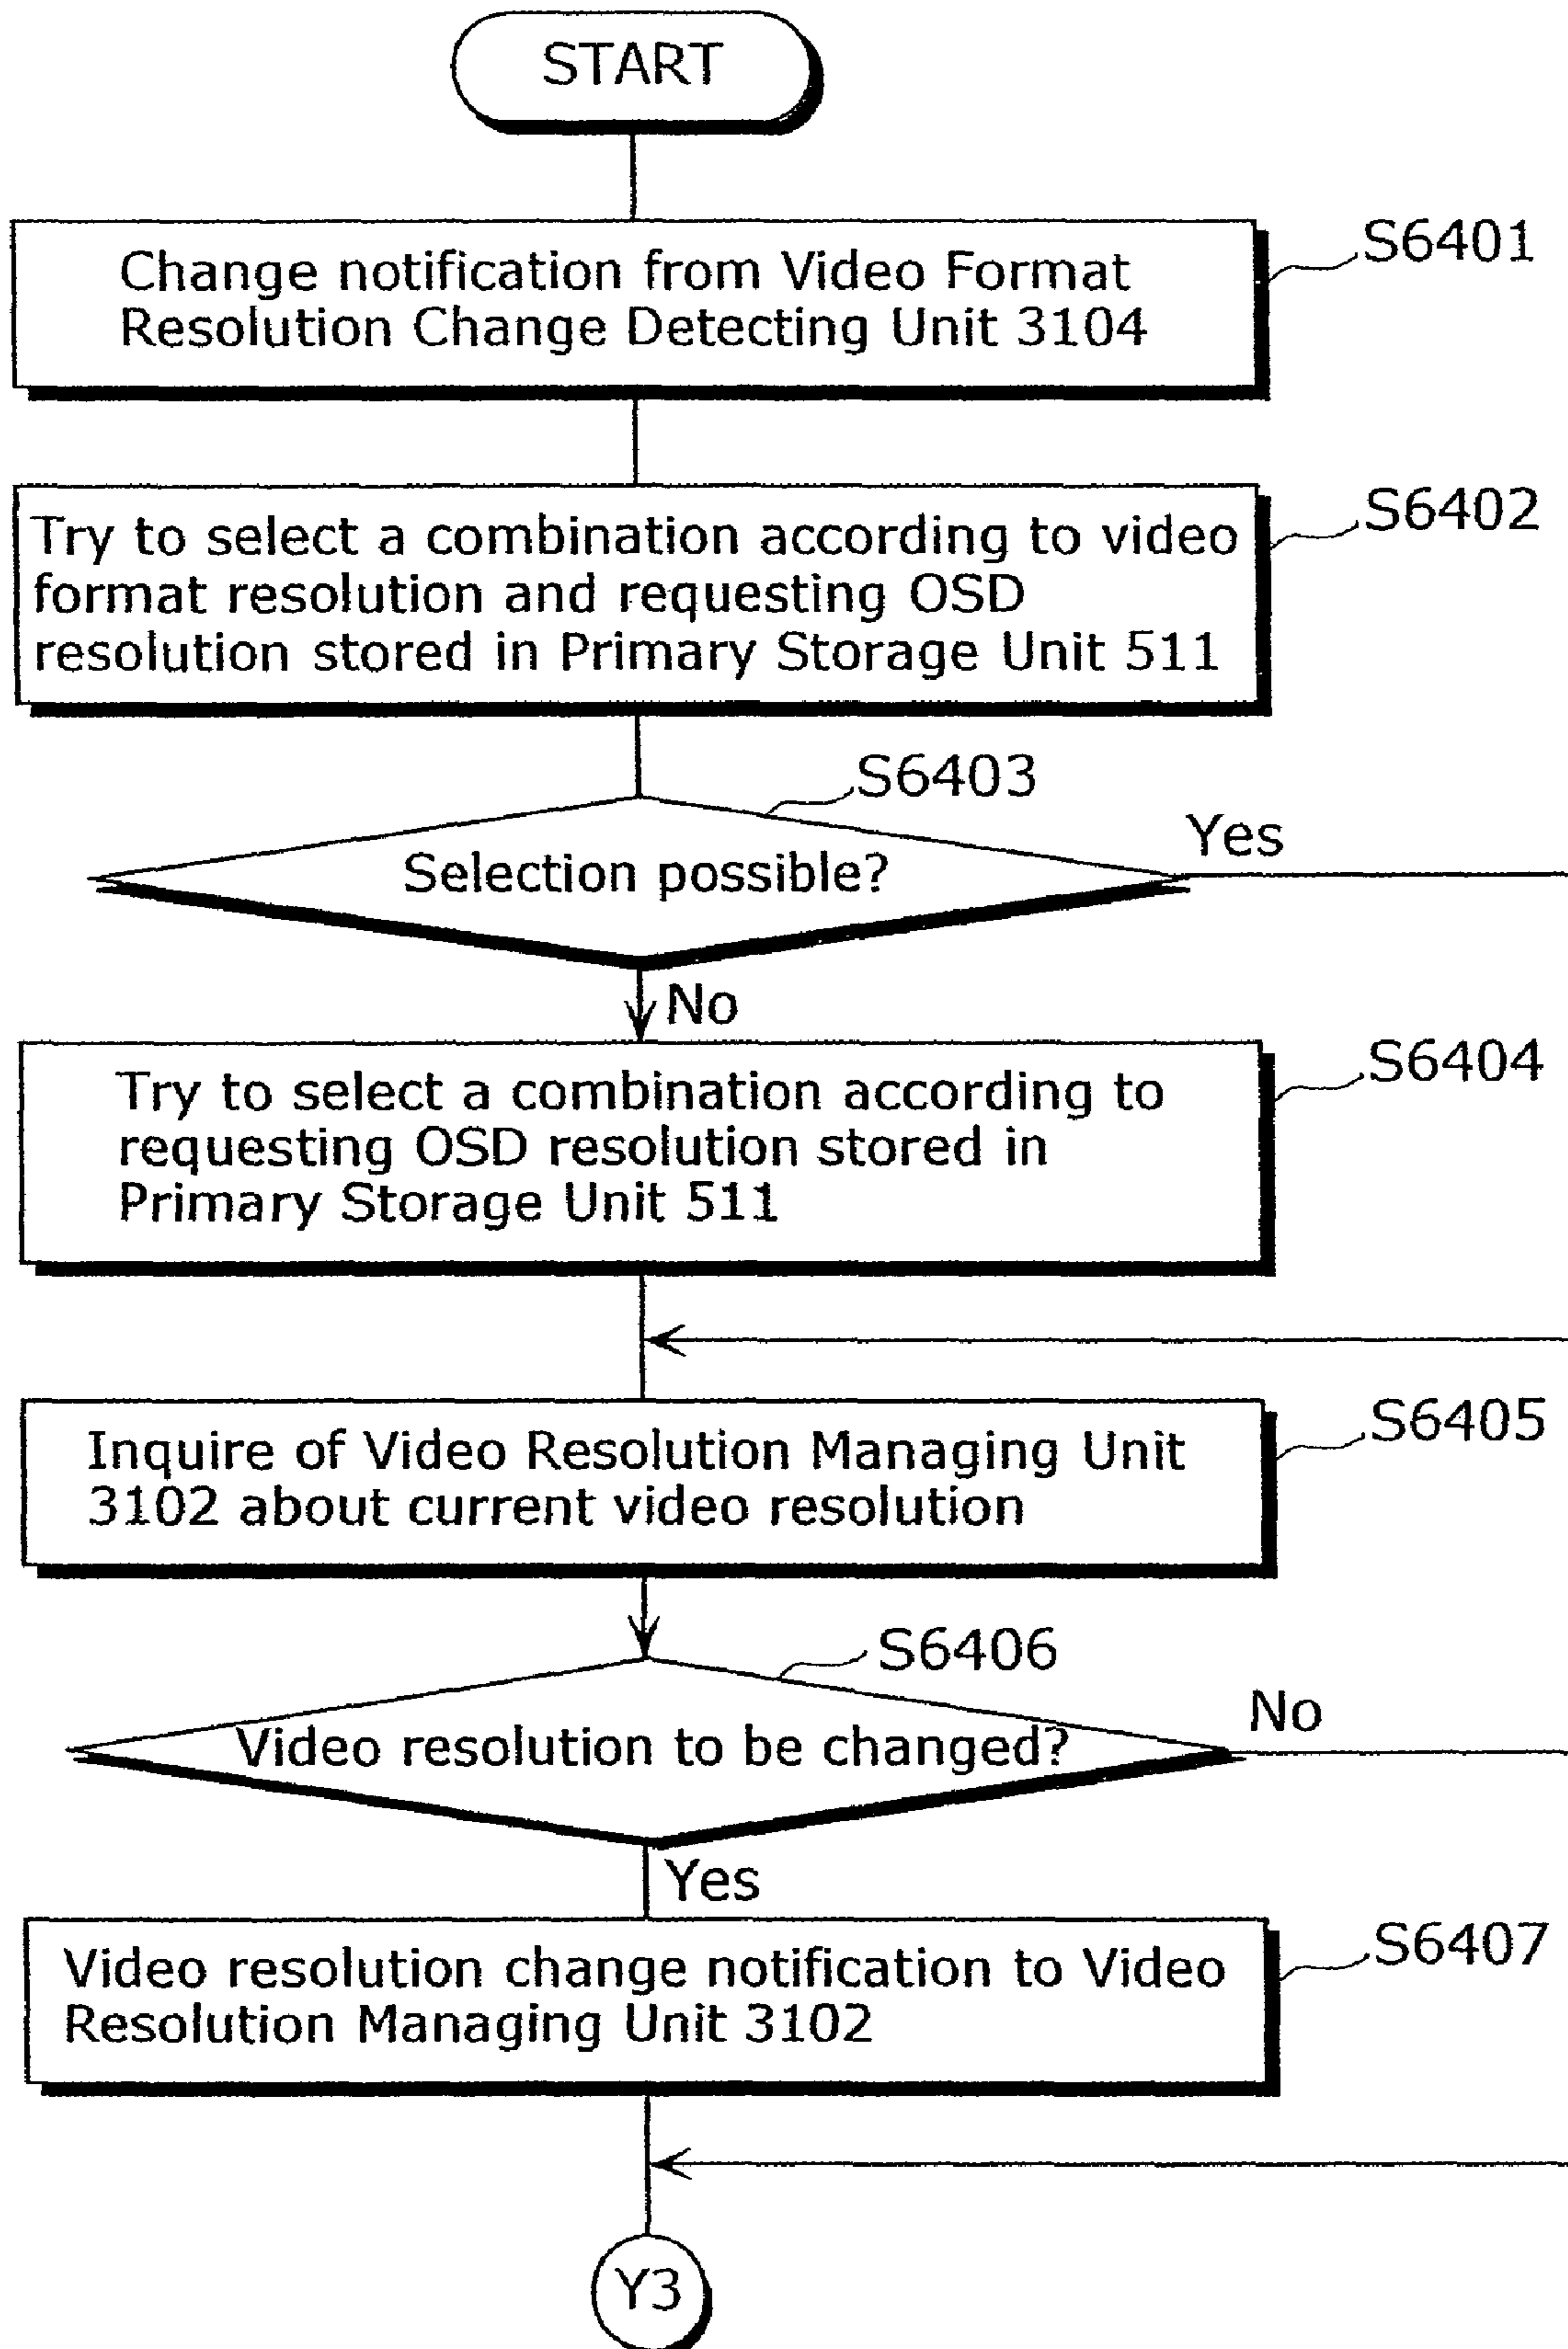 START
Change notification from Video Format
Resolution Change Detecting Unit 3104
S6401
Try to select a combination according to video
format resolution and requesting OSD
resolution stored in Primary Storage Unit 511
S6402
S6403
Selection possible?
Yes
No
Try to select a combination according to
requesting OSD resolution stored in
Primary Storage Unit 511
S6404
Inquire of Video Resolution Managing Unit
3102 about current video resolution
S6405
S6406
Video resolution to be changed?
No
Yes
Video resolution change notification to Video
Resolution Managing Unit 3102
S6407
Y3